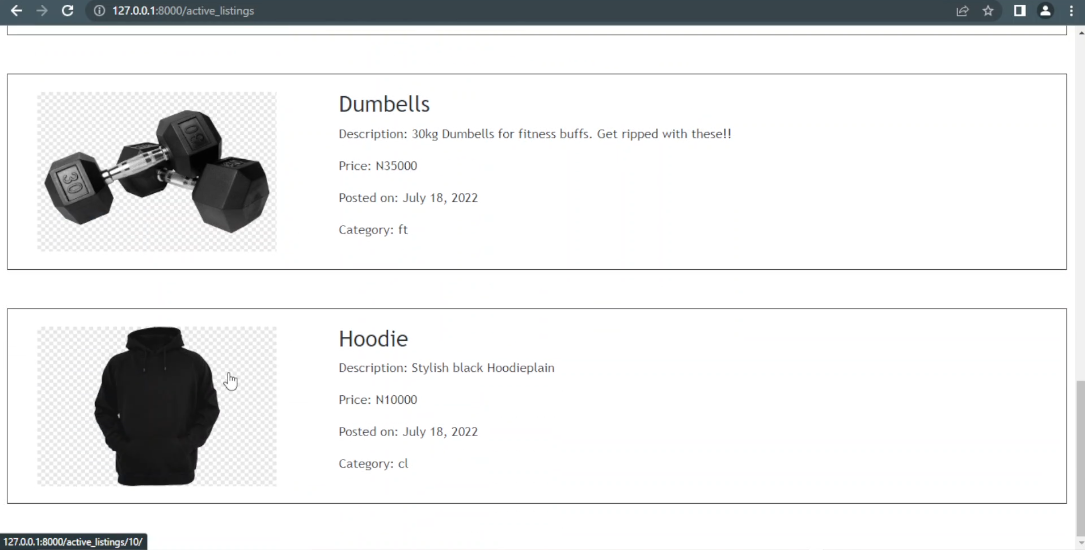 127.0.0.1:8000/active_listings
Dumbells
Description: 30kg Dumbells for fitness buffs. Get ripped with these!!
Price: N35000
Posted on: July 18, 2022
Category: ft
30
30
Hoodie
Description: Stylish black Hoodieplain
Price: N10000
Posted on: July 18, 2022
Category: cl
127.0.0.1:8000/active_listings/10/